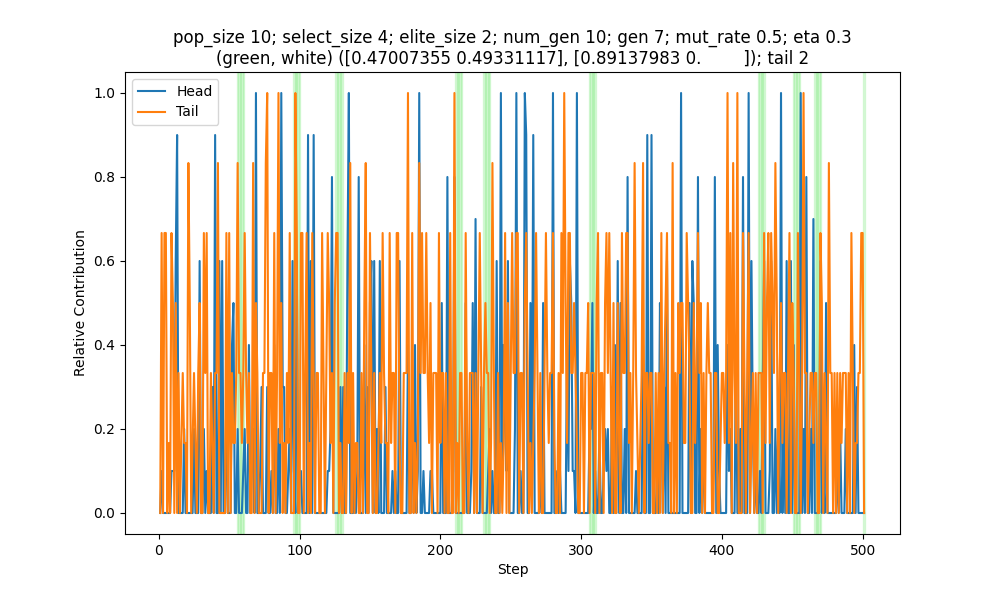 pop_size 10; select_size 4; elite_size 2; num_gen 10; gen 7; mut_rate 0.5; eta 0.3
(green, white) ([0.47007355 0.49331117], [0.89137983 0.         ]); tail 2
Head
Tail
1.0
0.8
0.6
0.4
0.2
0.0
Relative Contribution
0 100 200 300 400 500
Step